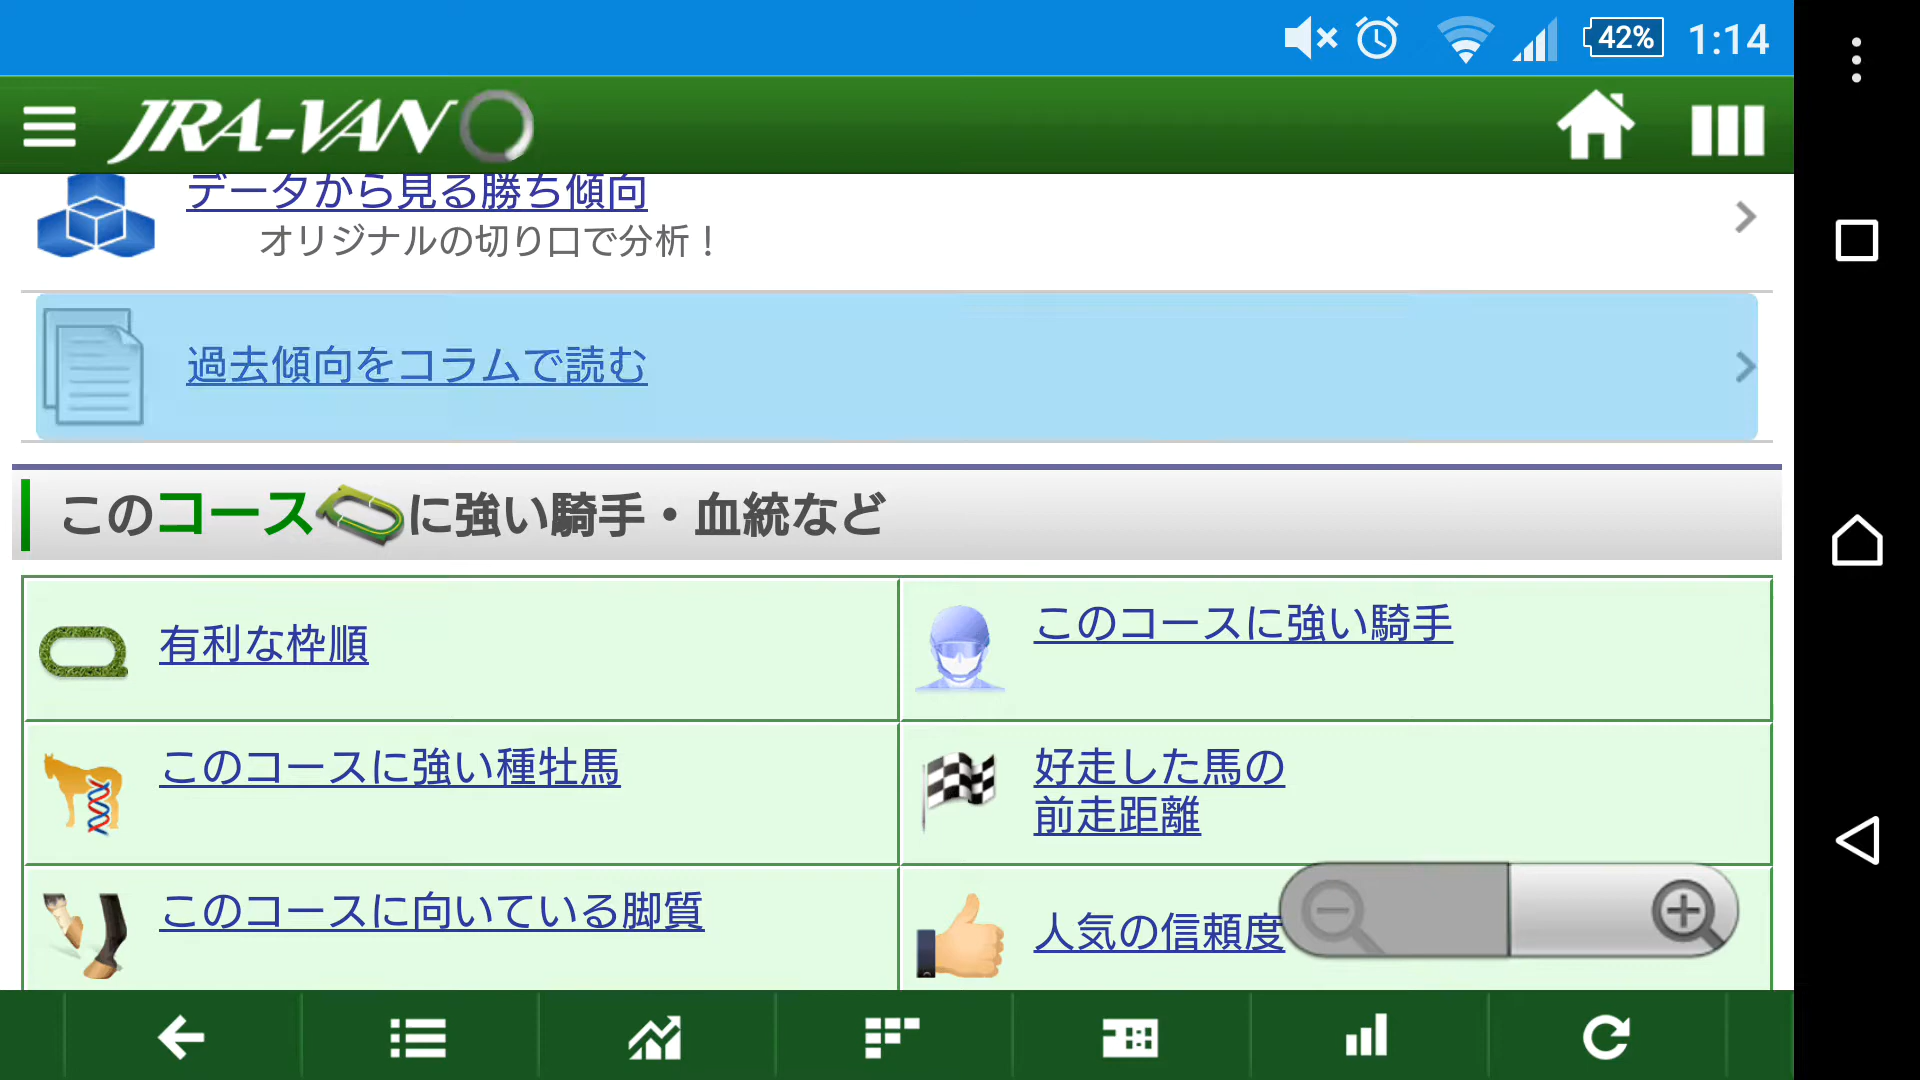 42% 1:14
JRA-VAN
データから見る勝ち傾向
オリジナルの切り口で分析！
過去傾向をコラムで読む
このコースに強い騎手・血統など
有利な枠順
このコースに強い騎手
このコースに強い種牡馬
好走した馬の
前走距離
このコースに向いている脚質
人気の信頼度